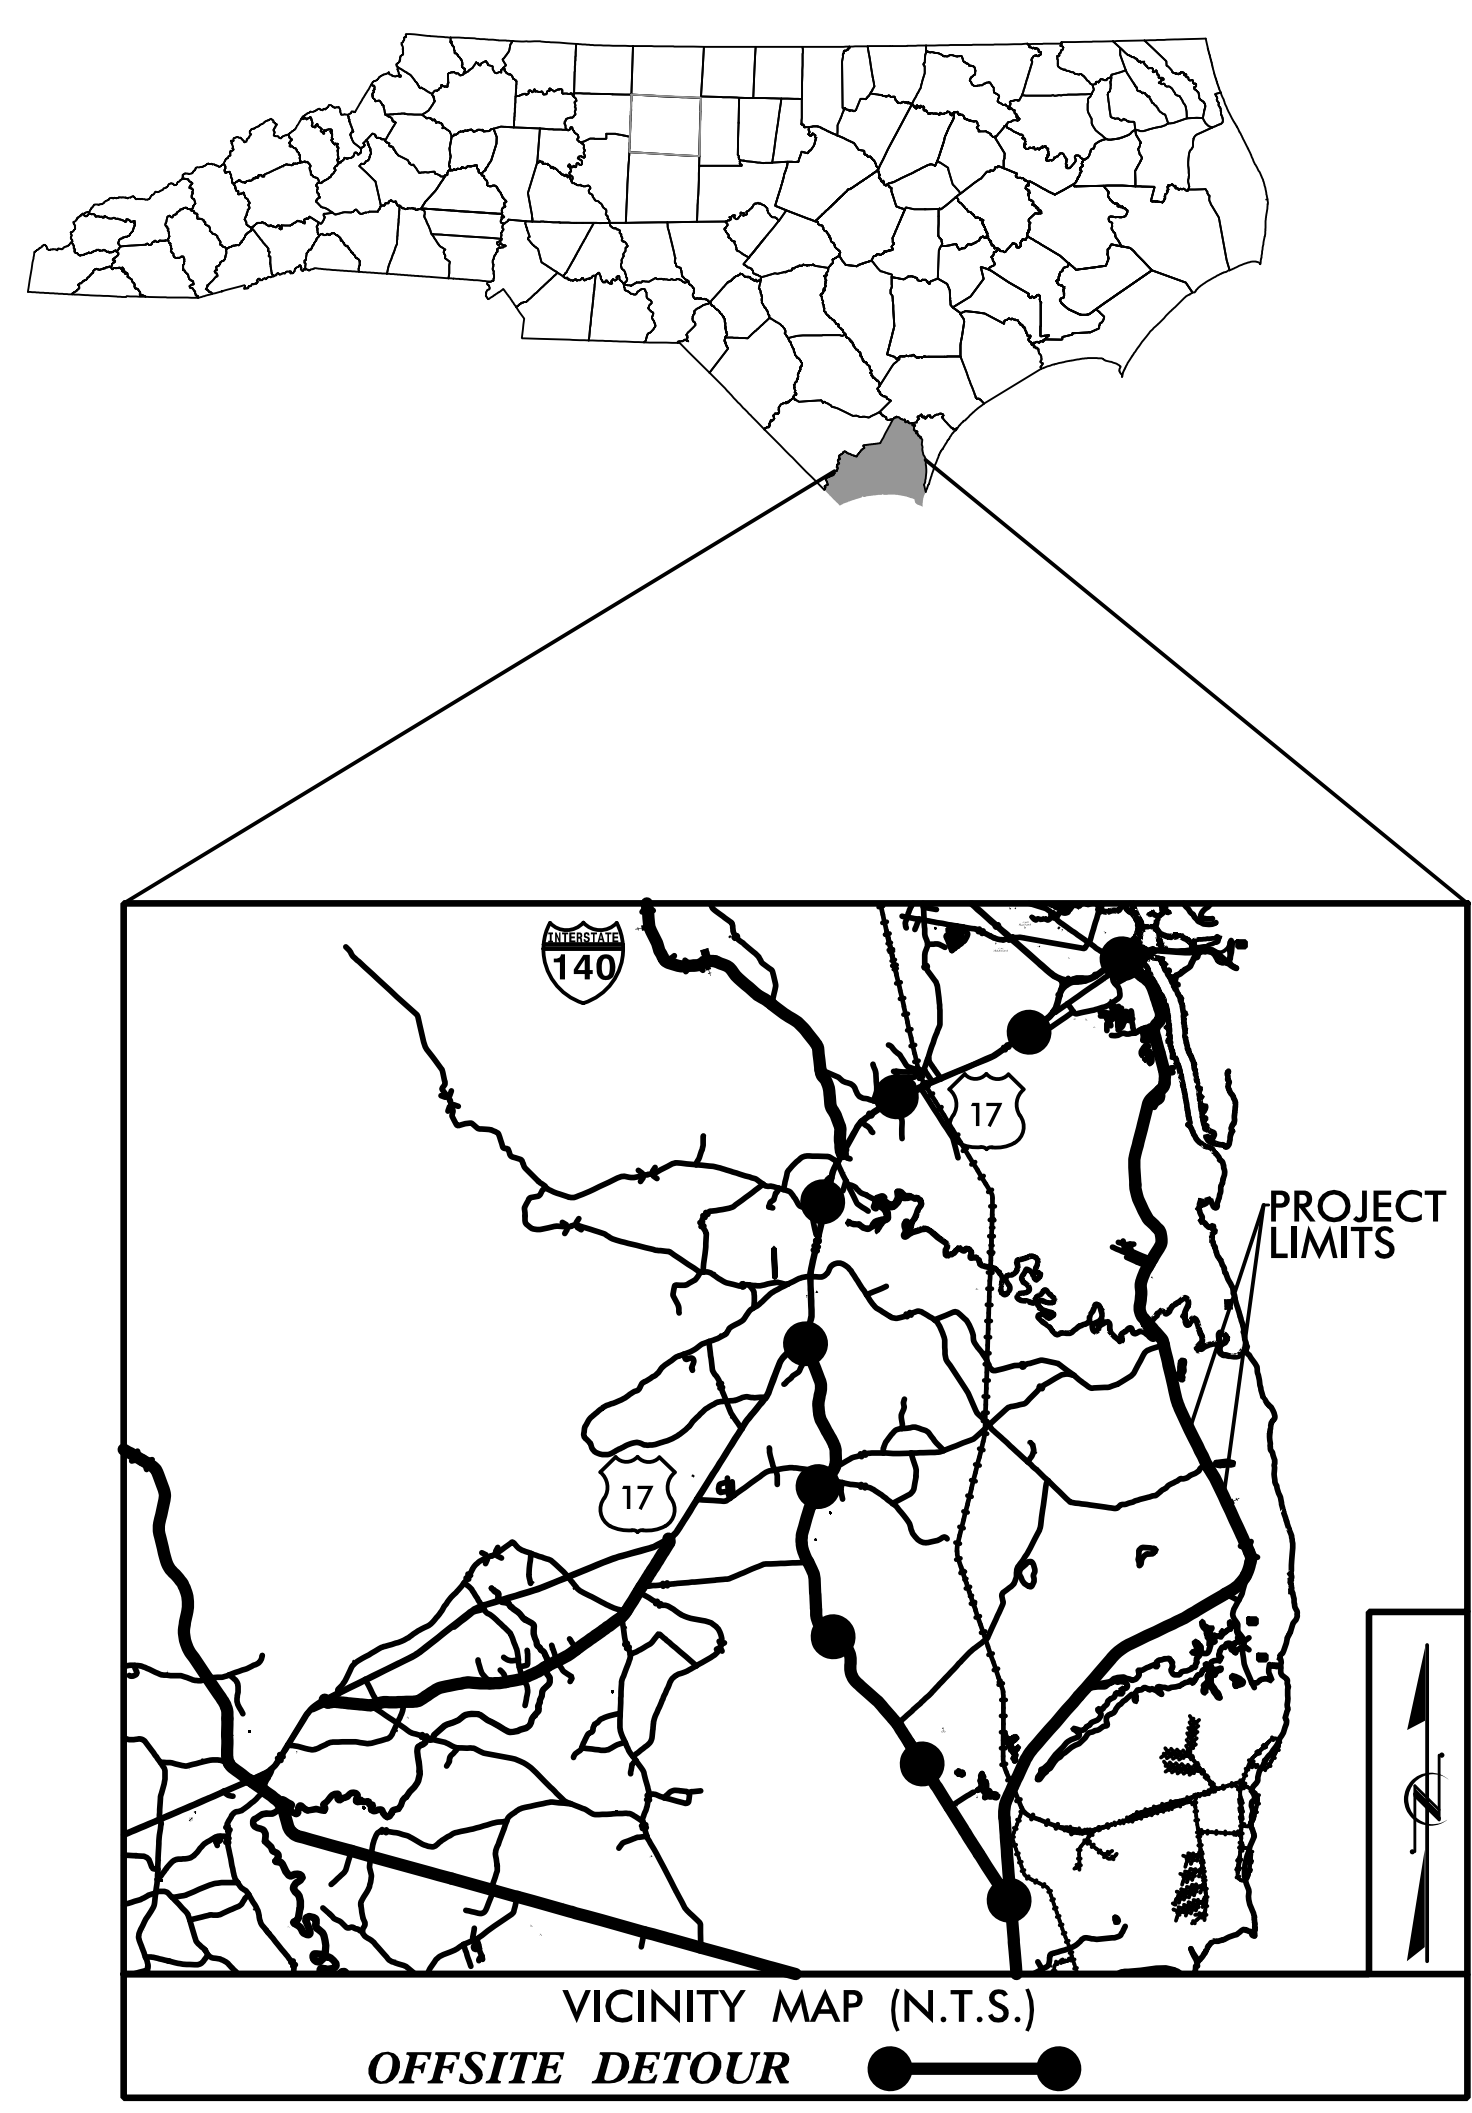 INTERSTATE
140
17
PROJECT
LIMITS
17
N
VICINITY MAP (N.T.S.)
OFFSITE DETOUR